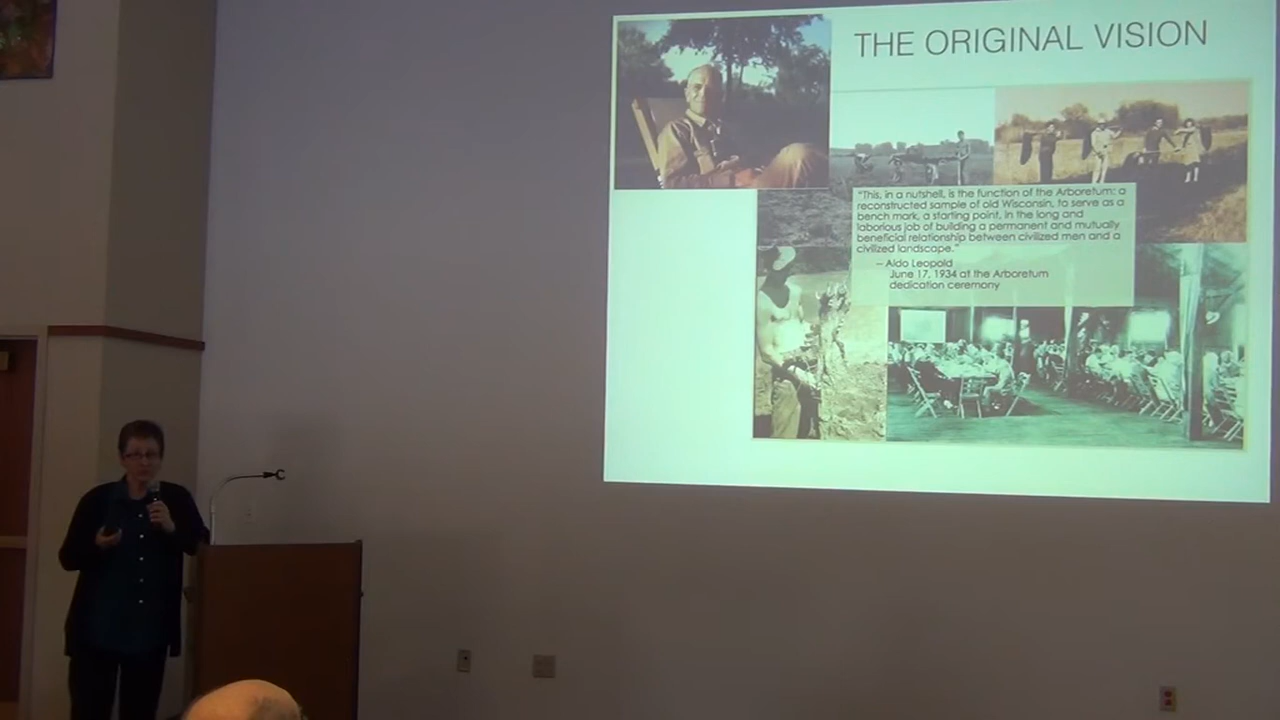 THE ORIGINAL VISION
"This, in a nutshell, is the function of the Arboretum: a
reconstructed sample of old Wisconsin, to serve as a
bench mark, a starting point, in the long and
laborious job of building a permanent and mutually
beneficial relationship between civilized men and a
civilized landscape."
– Aldo Leopold
June 17, 1934 at the Arboretum
dedication ceremony